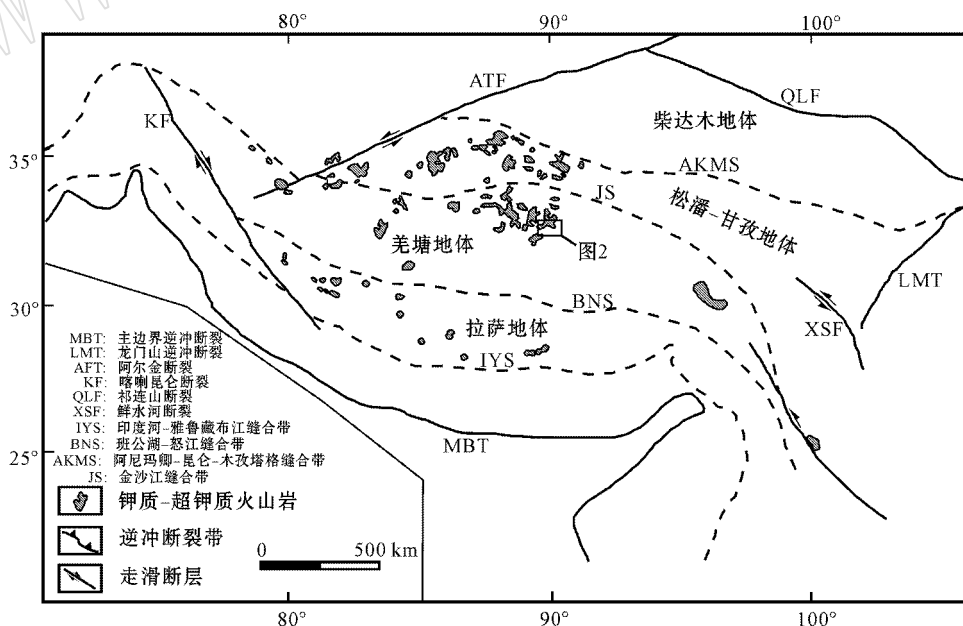 80° 90° 100°
ATF
QLF
KF
柴达木地体
35°
AKMS
JS
松潘-甘孜地体
羌塘地体
图2
LMT
30°
BNS
XSF
拉萨地体
IYS
MBT: 主边界逆冲断裂
LMT: 龙门山逆冲断裂
AFT: 阿尔金断裂
KF: 喀喇昆仑断裂
QLF: 祁连山断裂
XSF: 鲜水河断裂
IYS: 印度河-雅鲁藏布江缝合带
BNS: 班公湖-怒江缝合带
AKMS: 阿尼玛卿-昆仑-木孜塔格缝合带
JS: 金沙江缝合带
MBT
25°
钾质-超钾质火山岩
逆冲断裂带
走滑断层
0 500 km
80° 90° 100°